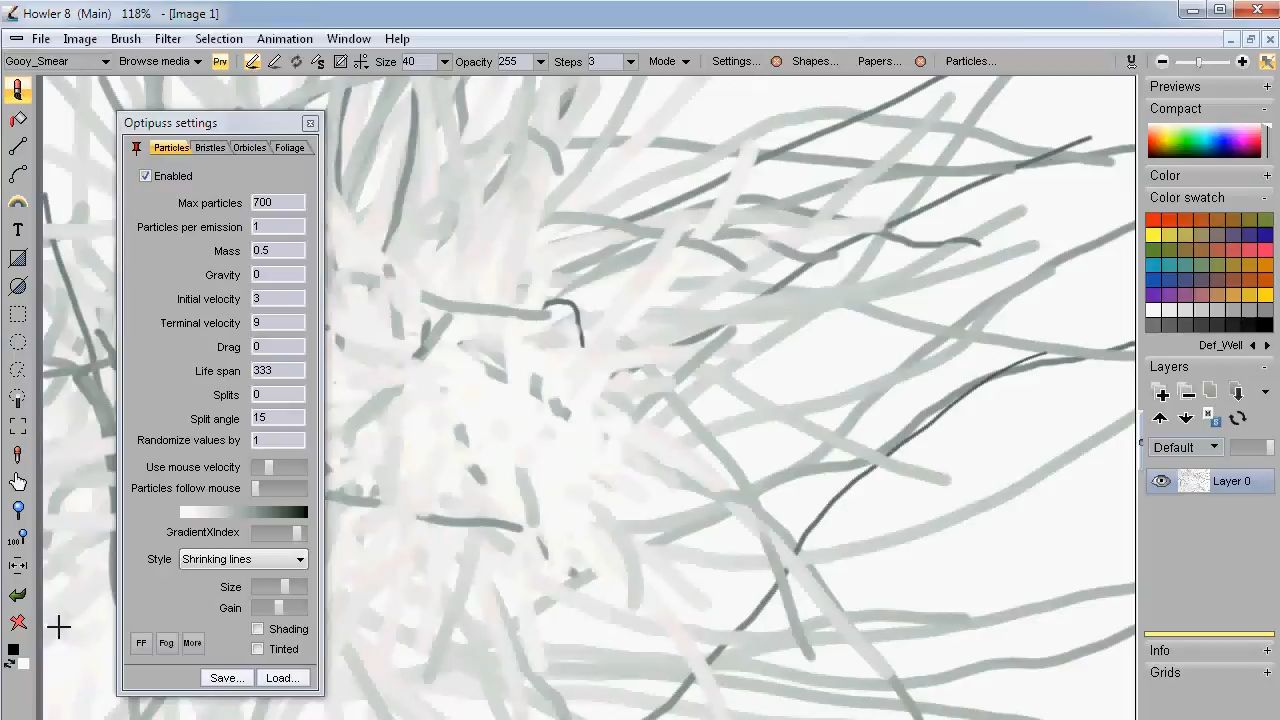 Howler 8 (Main) 118% - [Image 1]
File Image Brush Filter Selection Animation Window Help
Gooy_Smear Browse media Prv Size 40 Opacity 255 Steps 3 Mode Settings... Shapes... Papers... Particles...
Previews
Compact
Color
Color swatch
Def_Well
Layers
Default
Layer 0
Info
Grids
T
100
Optipuss settings
Particles Bristles Orbicles Foliage
Enabled
Max particles 700
Particles per emission 1
Mass 0.5
Gravity 0
Initial velocity 3
Terminal velocity 9
Drag 0
Life span 333
Splits 0
Split angle 15
Randomize values by 1
Use mouse velocity
Particles follow mouse
GradientXIndex
Style Shrinking lines
Size
Gain
Shading
FF Fog More Tinted
Save... Load...